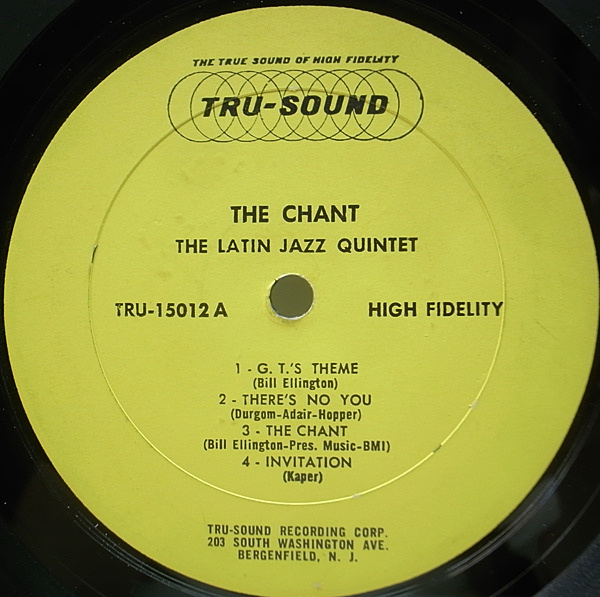 THE TRUE SOUND OF HIGH FIDELITY
TRU-SOUND
THE CHANT
THE LATIN JAZZ QUINTET
TRU-15012 A HIGH FIDELITY
1 - G. T.'S THEME
(Bill Ellington)
2 - THERE'S NO YOU
(Durgom-Adair-Hopper)
3 - THE CHANT
(Bill Ellington-Pres. Music-BMI)
4 - INVITATION
(Kaper)
TRU-SOUND RECORDING CORP.
203 SOUTH WASHINGTON AVE.
BERGENFIELD, N. J.